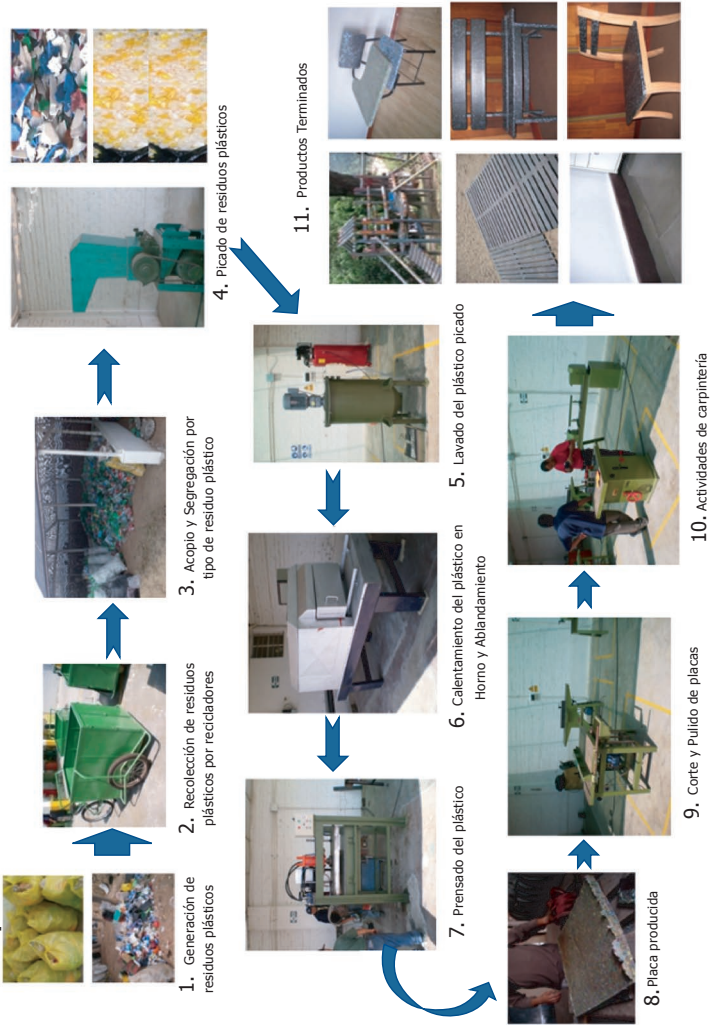 1. Generación de
residuos plásticos
2. Recolección de residuos
plásticos por recicladores
3. Acopio y Segregación por
tipo de residuo plástico
4. Picado de residuos plásticos
5. Lavado del plástico picado
6. Calentamiento del plástico en
Horno y Ablandamiento
7. Prensado del plástico
8. Placa producida
9. Corte y Pulido de placas
10. Actividades de carpintería
11. Productos Terminados